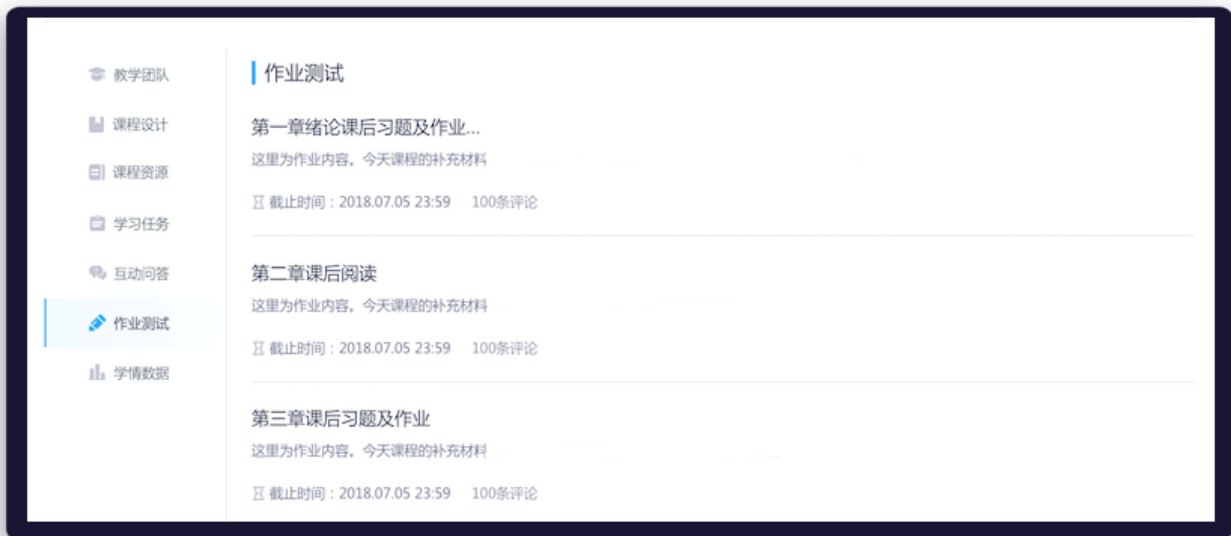 教学团队
课程设计
课程资源
学习任务
互动问答
作业测试
学情数据
作业测试
第一章绪论课后习题及作业...
这里为作业内容，今天课程的补充材料
截止时间：2018.07.05 23:59 100条评论
第二章课后阅读
这里为作业内容，今天课程的补充材料
截止时间：2018.07.05 23:59 100条评论
第三章课后习题及作业
这里为作业内容，今天课程的补充材料
截止时间：2018.07.05 23:59 100条评论